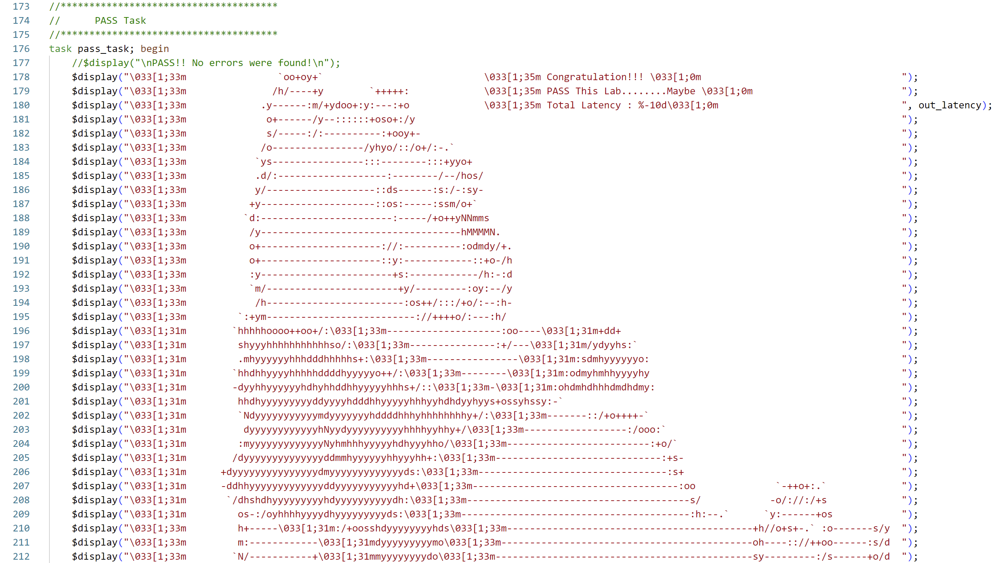 173 //**************************************
174 //      PASS Task
175 //**************************************
176 task pass_task; begin
177     //$display("\nPASS!! No errors were found!\n");
178     $display("\033[1;33m                `oo+oy+`                            \033[1;35m Congratulation!!! \033[1;0m                                   ");
179     $display("\033[1;33m               /h/----+y        `+++++:             \033[1;35m PASS This Lab........Maybe \033[1;0m                          ");
180     $display("\033[1;33m             .y------:m/+ydoo+:y:---:+o             \033[1;35m Total Latency : %-10d\033[1;0m                                ", out_latency);
181     $display("\033[1;33m              o+------/y--::::::+oso+:/y                                                                                     ");
182     $display("\033[1;33m              s/-----:/:----------:+ooy+-                                                                                    ");
183     $display("\033[1;33m             /o----------------/yhyo/::/o+/:-.`                                                                              ");
184     $display("\033[1;33m            `ys----------------:::--------:::+yyo+                                                                           ");
185     $display("\033[1;33m            .d/:-------------------:--------/--/hos/                                                                         ");
186     $display("\033[1;33m            y/-------------------::ds------:s:/-:sy-                                                                         ");
187     $display("\033[1;33m           +y--------------------::os:-----:ssm/o+`                                                                          ");
188     $display("\033[1;33m          `d:-----------------------:-----/+o++yNNmms                                                                        ");
189     $display("\033[1;33m           /y-----------------------------------hMMMMN.                                                                      ");
190     $display("\033[1;33m           o+---------------------://:----------:odmdy/+.                                                                    ");
191     $display("\033[1;33m           o+---------------------::y:------------::+o-/h                                                                    ");
192     $display("\033[1;33m           :y-----------------------+s:------------/h:-:d                                                                    ");
193     $display("\033[1;33m           `m/-----------------------+y/---------:oy:--/y                                                                    ");
194     $display("\033[1;33m            /h------------------------:os++/:::/+o/:--:h-                                                                    ");
195     $display("\033[1;33m         `:+ym--------------------------://++++o/:---:h/                                                                     ");
196     $display("\033[1;31m        `hhhhhoooo++oo+/:\033[1;33m--------------------:oo----\033[1;31m+dd+                                                 ");
197     $display("\033[1;31m         shyyyhhhhhhhhhhhso/:\033[1;33m---------------:+/---\033[1;31m/ydyyhs:`                                              ");
198     $display("\033[1;31m         .mhyyyyyyhhhdddhhhhhs+:\033[1;33m----------------\033[1;31m:sdmhyyyyyyo:                                            ");
199     $display("\033[1;31m        `hhdhhyyyyhhhhhddddhyyyyyo++/:\033[1;33m--------\033[1;31m:odmyhmhhyyyyhy                                            ");
200     $display("\033[1;31m        -dyyhhyyyyyyhdhyhhddhhyyyyyhhhs+/::\033[1;33m-\033[1;31m:ohdmhdhhhdmdhdmy:                                           ");
201     $display("\033[1;31m         hhdhyyyyyyyyyddyyyyhdddhhyyyyyhhhyyhdhdyyhyys+ossyhssy:-`                                                           ");
202     $display("\033[1;31m         `Ndyyyyyyyyyyymdyyyyyyyhddddhhhyhhhhhhhhy+/:\033[1;33m-------::/+o++++-`                                            ");
203     $display("\033[1;31m          dyyyyyyyyyyyyhNyydyyyyyyyyyyhhhhyyhhy+/\033[1;33m------------------:/ooo:`                                         ");
204     $display("\033[1;31m         :myyyyyyyyyyyyyNyhmhhhyyyyyhdhyyyhho/\033[1;33m-------------------------:+o/`                                       ");
205     $display("\033[1;31m        /dyyyyyyyyyyyyyyddmmhyyyyyyhhyyyhh+:\033[1;33m-----------------------------:+s-                                      ");
206     $display("\033[1;31m      +dyyyyyyyyyyyyyyydmyyyyyyyyyyyyyds:\033[1;33m---------------------------------:s+                                      ");
207     $display("\033[1;31m      -ddhhyyyyyyyyyyyyyddyyyyyyyyyyyhd+\033[1;33m------------------------------------:oo              `-++o+:.`             ");
208     $display("\033[1;31m       `/dhshdhyyyyyyyyyhdyyyyyyyyyydh:\033[1;33m---------------------------------------s/            -o/://:/+s             ");
209     $display("\033[1;31m         os-:/oyhhhhyyyydhyyyyyyyyyds:\033[1;33m----------------------------------------:h:--.`      `y:------+os            ");
210     $display("\033[1;33m         h+-----\033[1;31m:/+oosshdyyyyyyyyhds\033[1;33m-------------------------------------------+h//o+s+-.` :o-------s/y  ");
211     $display("\033[1;33m         m:------------\033[1;31mdyyyyyyyyymo\033[1;33m--------------------------------------------oh----:://++oo------:s/d  ");
212     $display("\033[1;33m        `N/-----------+\033[1;31mmyyyyyyyydo\033[1;33m---------------------------------------------sy---------:/s------+o/d  ");